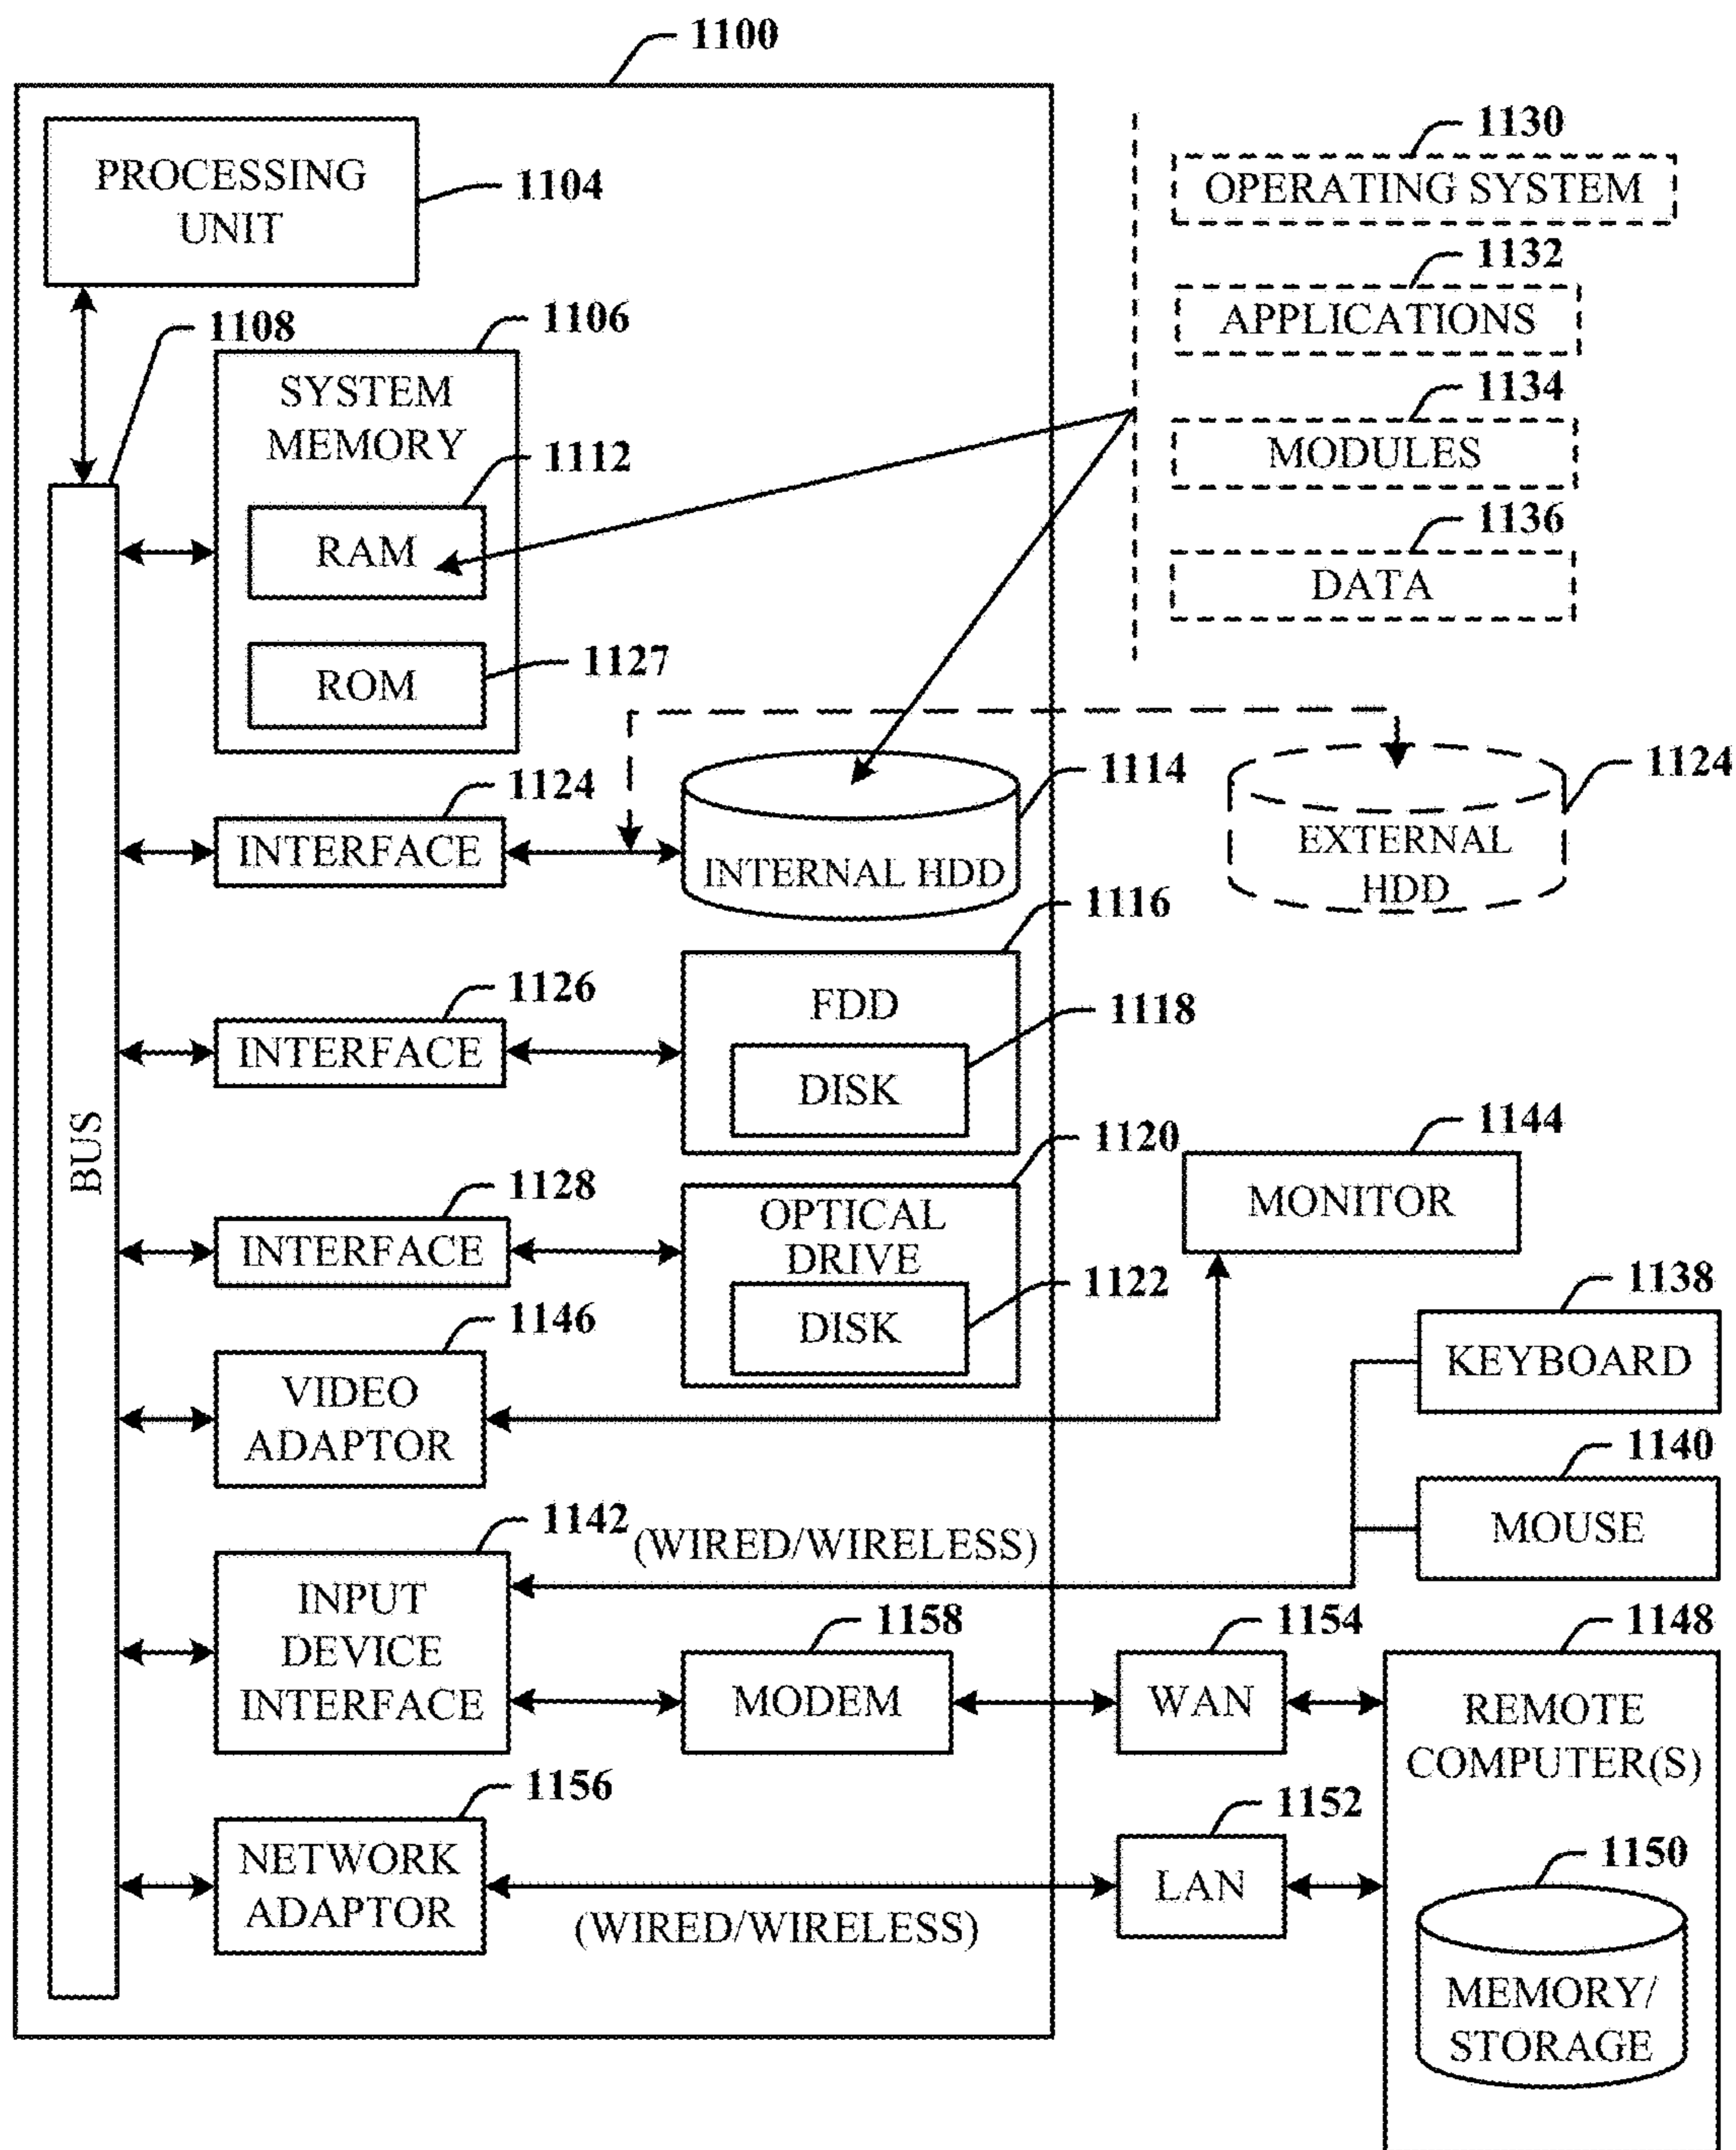 1100
PROCESSING
UNIT
1104
1130
OPERATING SYSTEM
1132
APPLICATIONS
1134
MODULES
1136
DATA
1108
1106
SYSTEM
MEMORY
1112
RAM
1127
ROM
1124
INTERFACE
1114
INTERNAL HDD
1124
EXTERNAL
HDD
1126
INTERFACE
1116
FDD
1118
DISK
BUS
1128
INTERFACE
1120
OPTICAL
DRIVE
1122
DISK
1144
MONITOR
1146
VIDEO
ADAPTOR
1138
KEYBOARD
1140
MOUSE
1142
(WIRED/WIRELESS)
INPUT
DEVICE
INTERFACE
1158
MODEM
1154
WAN
1148
REMOTE
COMPUTER(S)
1156
NETWORK
ADAPTOR
(WIRED/WIRELESS)
1152
LAN
1150
MEMORY/
STORAGE